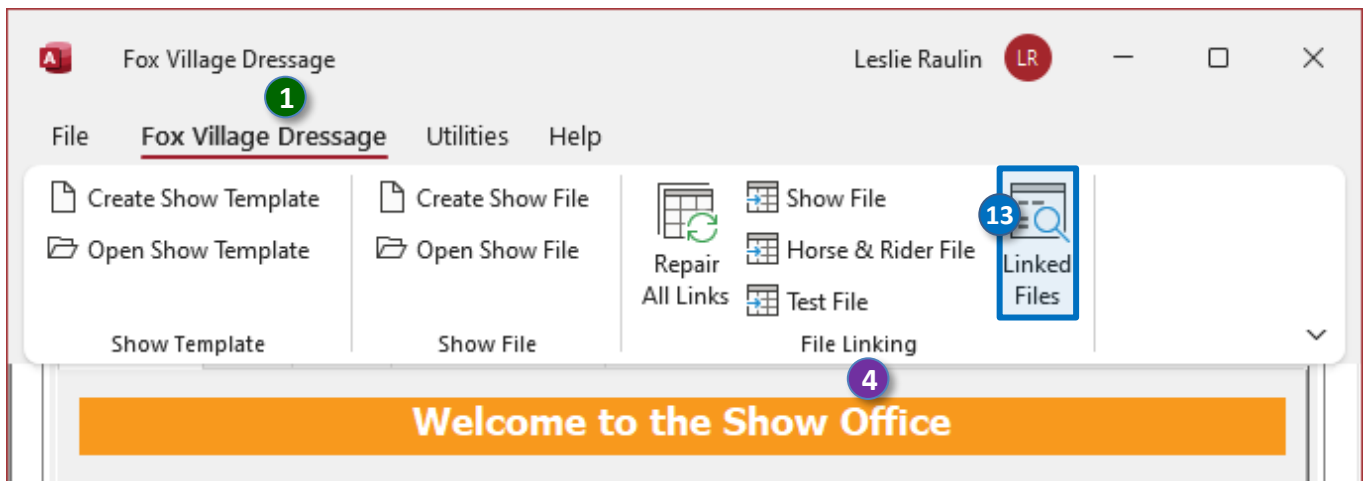 A Fox Village Dressage Leslie Raulin LR
1
File Fox Village Dressage Utilities Help
Create Show Template
Open Show Template
Show Template
Create Show File
Open Show File
Show File
Repair
All Links
Show File
Horse & Rider File
Test File
13
Linked
Files
File Linking
4
Welcome to the Show Office